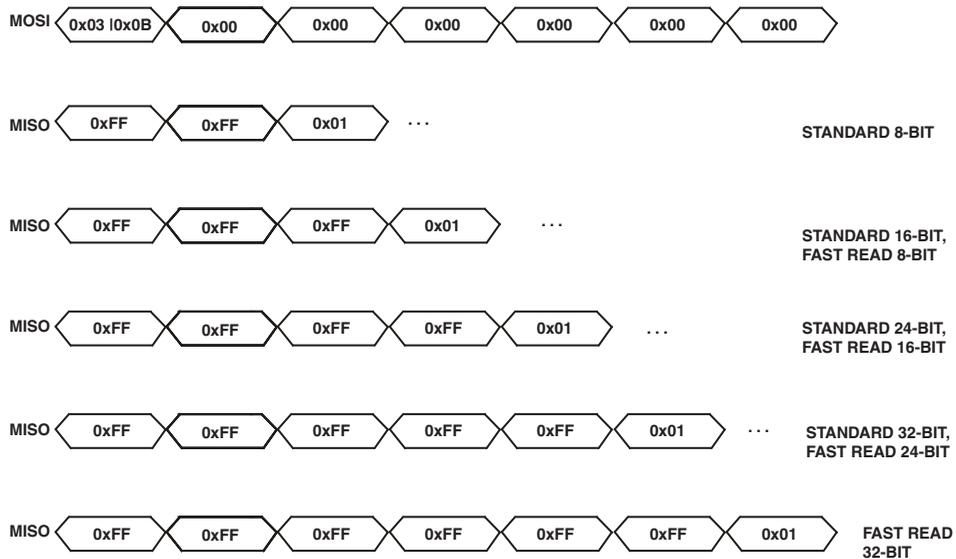 MOSI 0x03 |0x0B 0x00 0x00 0x00 0x00 0x00 0x00
MISO 0xFF 0xFF 0x01 ...
STANDARD 8-BIT
MISO 0xFF 0xFF 0xFF 0x01 ...
STANDARD 16-BIT,
FAST READ 8-BIT
MISO 0xFF 0xFF 0xFF 0xFF 0x01 ...
STANDARD 24-BIT,
FAST READ 16-BIT
MISO 0xFF 0xFF 0xFF 0xFF 0xFF 0x01 ...
STANDARD 32-BIT,
FAST READ 24-BIT
MISO 0xFF 0xFF 0xFF 0xFF 0xFF 0xFF 0x01
FAST READ
32-BIT